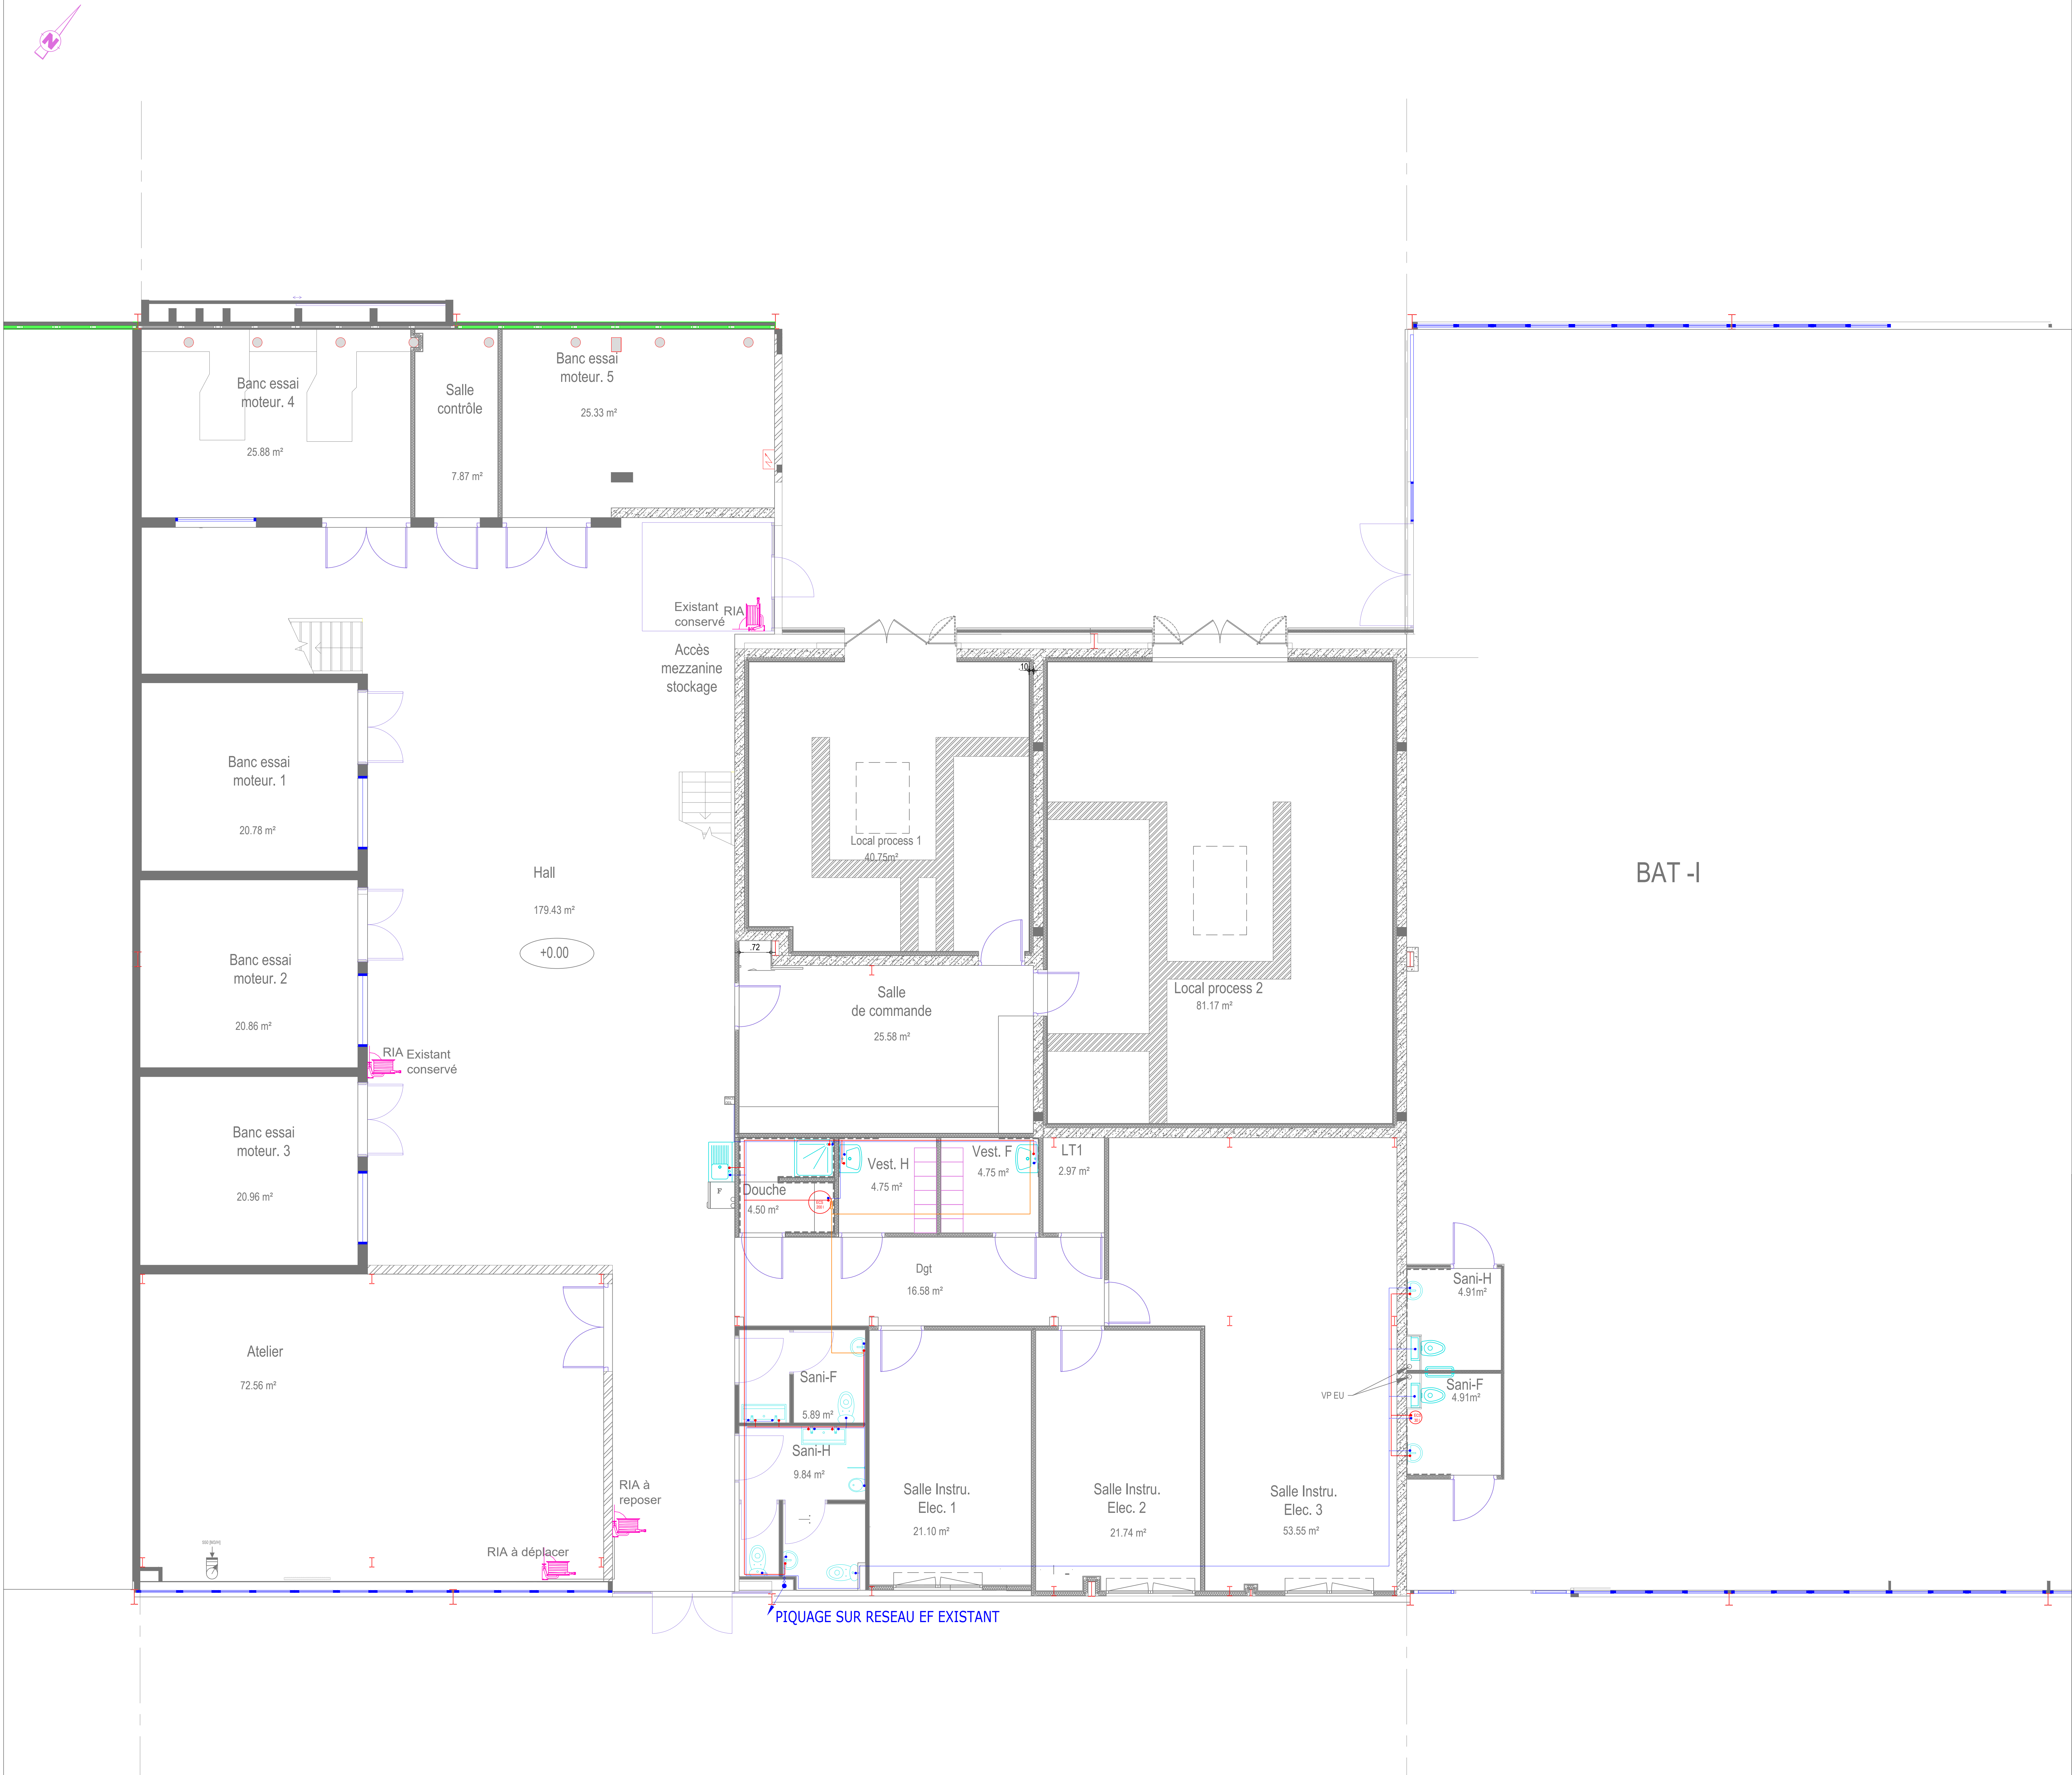 N
Banc essai
moteur. 4
25.88 m²
Salle
contrôle
7.87 m²
Banc essai
moteur. 5
25.33 m²
Existant
conservé
RIA
Accès
mezzanine
stockage
.10
Banc essai
moteur. 1
20.78 m²
Local process 1
40.75m²
Hall
179.43 m²
+0.00
BAT -I
.72
Banc essai
moteur. 2
20.86 m²
Salle
de commande
25.58 m²
Local process 2
81.17 m²
RIA
Existant
conservé
Banc essai
moteur. 3
20.96 m²
F
Douche
4.50 m²
Vest. H
4.75 m²
Vest. F
4.75 m²
LT1
2.97 m²
Dgt
16.58 m²
Sani-H
4.91m²
Atelier
72.56 m²
Sani-F
5.89 m²
VP EU
Sani-F
4.91m²
Sani-H
9.84 m²
RIA à
reposer
Salle Instru.
Elec. 1
21.10 m²
Salle Instru.
Elec. 2
21.74 m²
Salle Instru.
Elec. 3
53.55 m²
RIA à déplacer
PIQUAGE SUR RESEAU EF EXISTANT